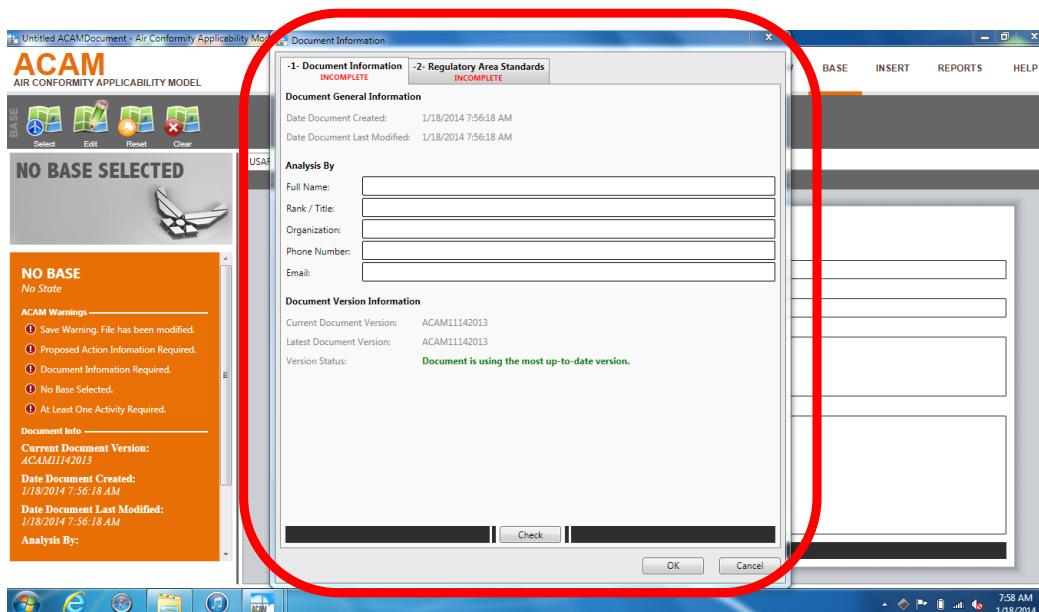 Untitled ACAMDocument - Air Conformity Applicability Mod
ACAM
AIR CONFORMITY APPLICABILITY MODEL
BASE
INSERT
REPORTS
HELP
BASE
Select
Edit
Reset
Clear
NO BASE SELECTED
NO BASE
No State
ACAM Warnings
Save Warning. File has been modified.
Proposed Action Infomation Required.
Document Infomation Required.
No Base Selected.
At Least One Activity Required.
Document Info
Current Document Version:
ACAM11142013
Date Document Created:
1/18/2014 7:56:18 AM
Date Document Last Modified:
1/18/2014 7:56:18 AM
Analysis By:
Document Information
-1- Document Information
INCOMPLETE
-2- Regulatory Area Standards
INCOMPLETE
Document General Information
Date Document Created: 1/18/2014 7:56:18 AM
Date Document Last Modified: 1/18/2014 7:56:18 AM
Analysis By
Full Name:
Rank / Title:
Organization:
Phone Number:
Email:
Document Version Information
Current Document Version: ACAM11142013
Latest Document Version: ACAM11142013
Version Status: Document is using the most up-to-date version.
Check
OK
Cancel
ACAM
7:58 AM
1/18/2014